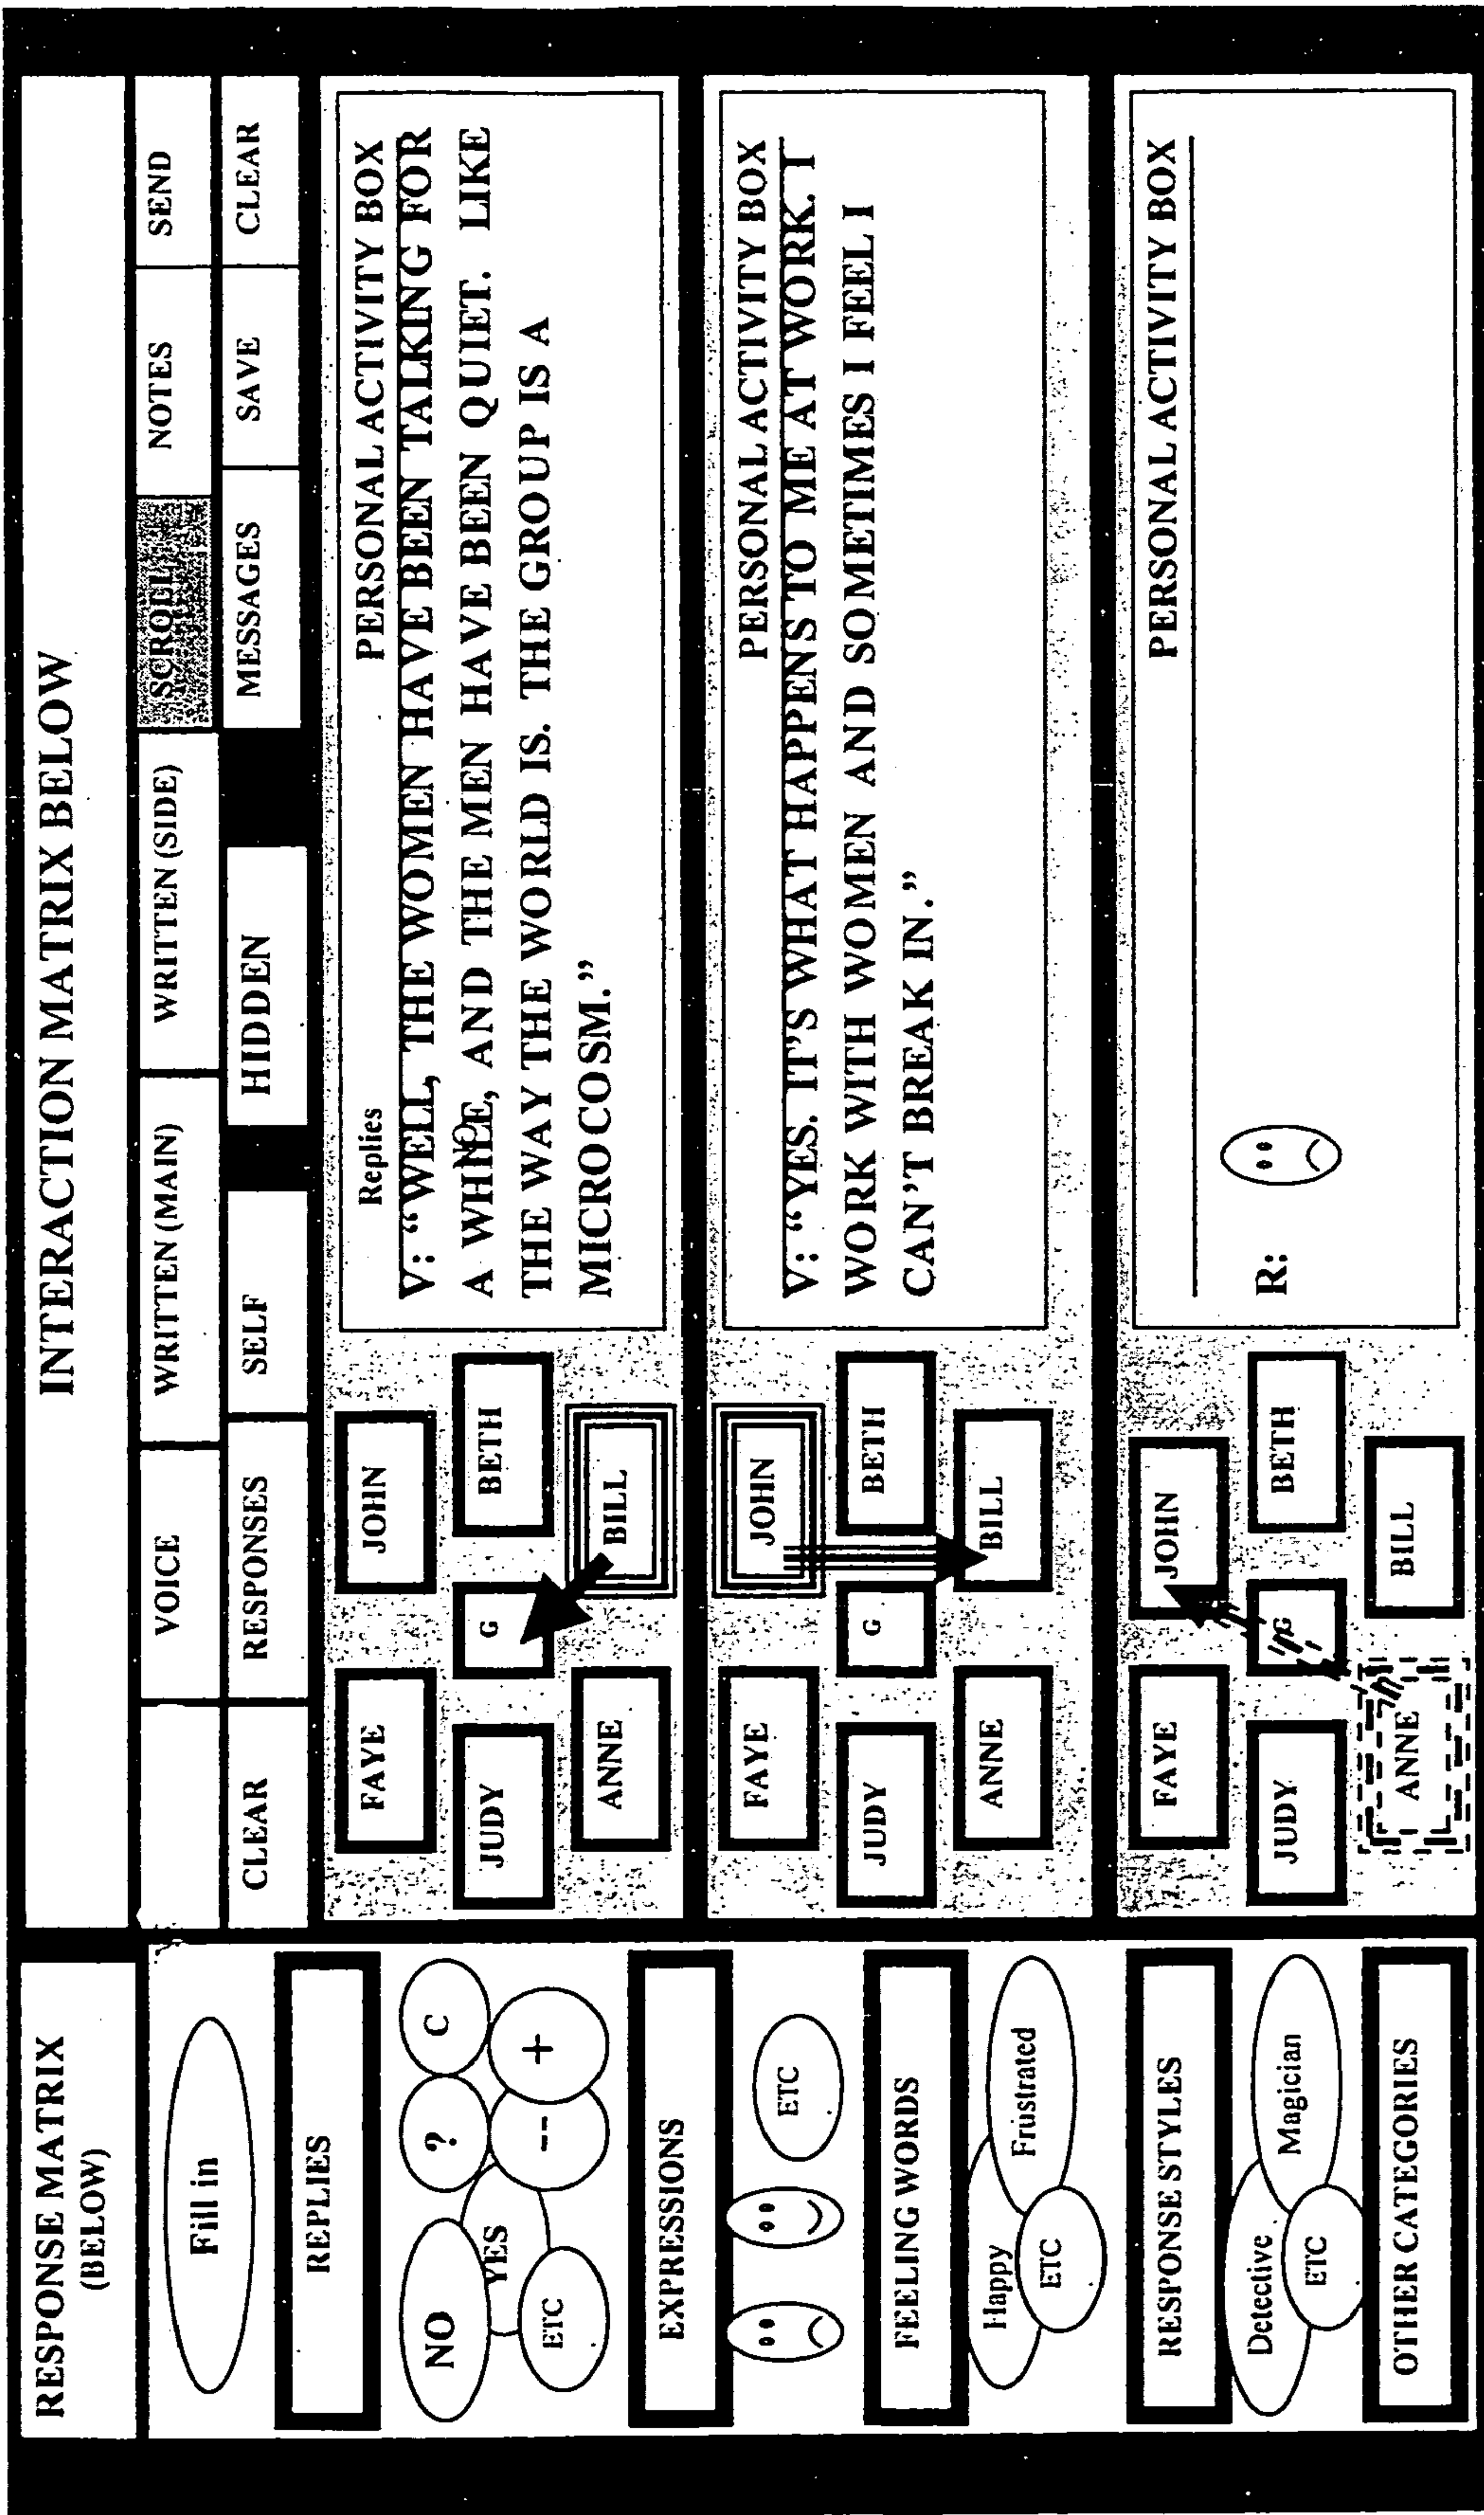 RESPONSE MATRIX
(BELOW)
Fill in
REPLIES
NO
YES
?
C
--
+
ETC
EXPRESSIONS
ETC
FEELING WORDS
Happy
Frustrated
ETC
RESPONSE STYLES
Detective
Magician
ETC
OTHER CATEGORIES
INTERACTION MATRIX BELOW
VOICE
WRITTEN (MAIN)
WRITTEN (SIDE)
SCROLL
NOTES
SEND
CLEAR
RESPONSES
SELF
HIDDEN
MESSAGES
SAVE
CLEAR
FAYE
JOHN
JUDY
G
BETH
ANNE
BILL
Replies
PERSONAL ACTIVITY BOX
V: “WELL, THE WOMEN HAVE BEEN TALKING FOR
A WHILE, AND THE MEN HAVE BEEN QUIET. LIKE
THE WAY THE WORLD IS. THE GROUP IS A
MICROCOSM.”
FAYE
JOHN
JUDY
G
BETH
ANNE
BILL
PERSONAL ACTIVITY BOX
V: “YES. IT’S WHAT HAPPENS TO ME AT WORK. I
WORK WITH WOMEN AND SOMETIMES I FEEL I
CAN’T BREAK IN.”
FAYE
JOHN
JUDY
G
BETH
ANNE
BILL
PERSONAL ACTIVITY BOX
R: